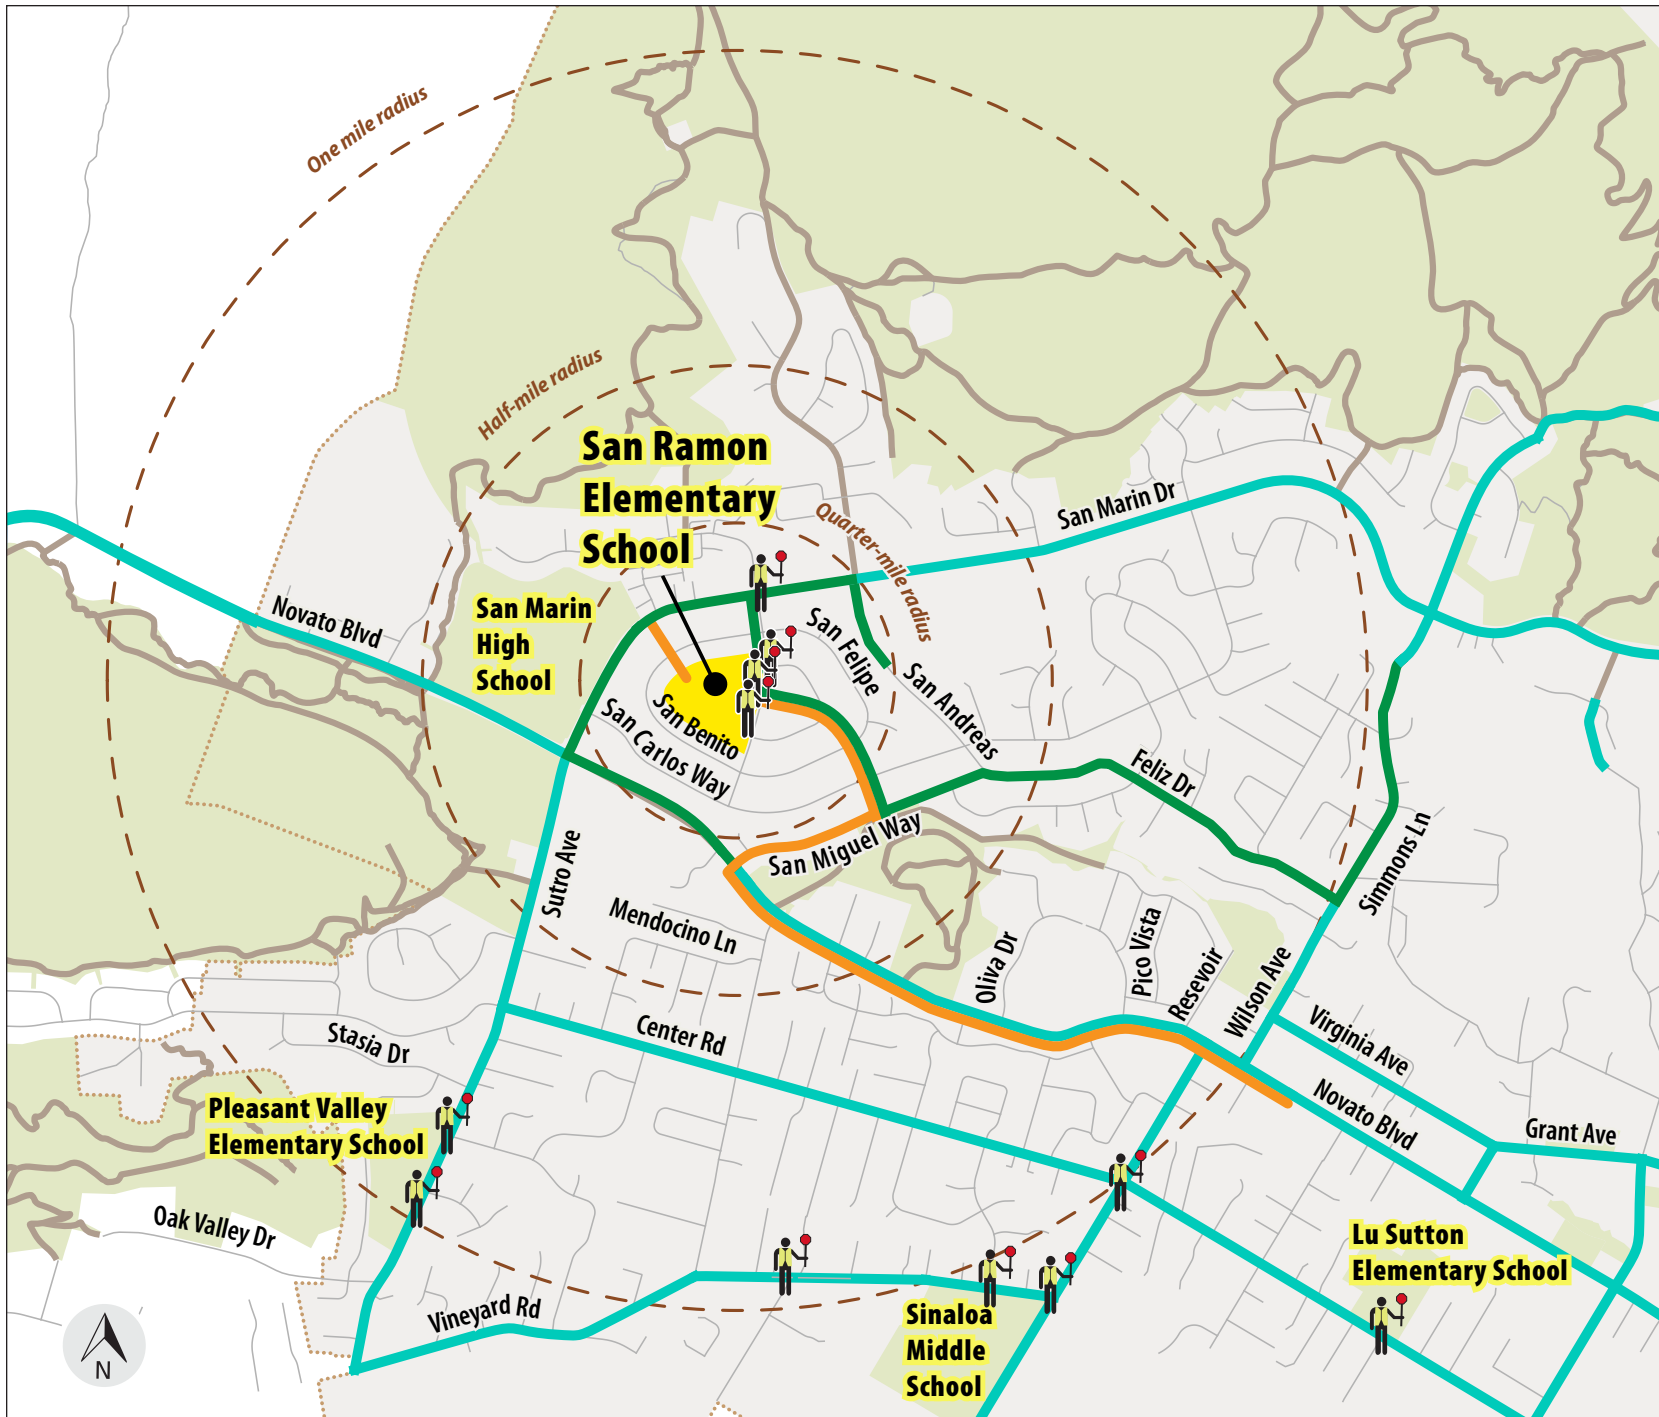 One mile radius
Half-mile radius
San Ramon
Elementary
School
Quarter-mile radius
San Marin Dr
Novato Blvd
San Marin
High
School
San Felipe
San Benito
San Carlos Way
San Andreas
Feliz Dr
San Miguel Way
Simmons Ln
Sutro Ave
Mendocino Ln
Oliva Dr
Pico Vista
Resevoir
Wilson Ave
Stasia Dr
Center Rd
Virginia Ave
Novato Blvd
Grant Ave
Pleasant Valley
Elementary School
Oak Valley Dr
Lu Sutton
Elementary School
Vineyard Rd
Sinaloa
Middle
School
N